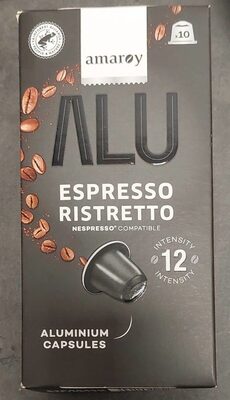 amaroy
x10
ALU
ESPRESSO
RISTRETTO
NESPRESSO® COMPATIBLE
INTENSITY
12
INTENSITY
ALUMINIUM
CAPSULES